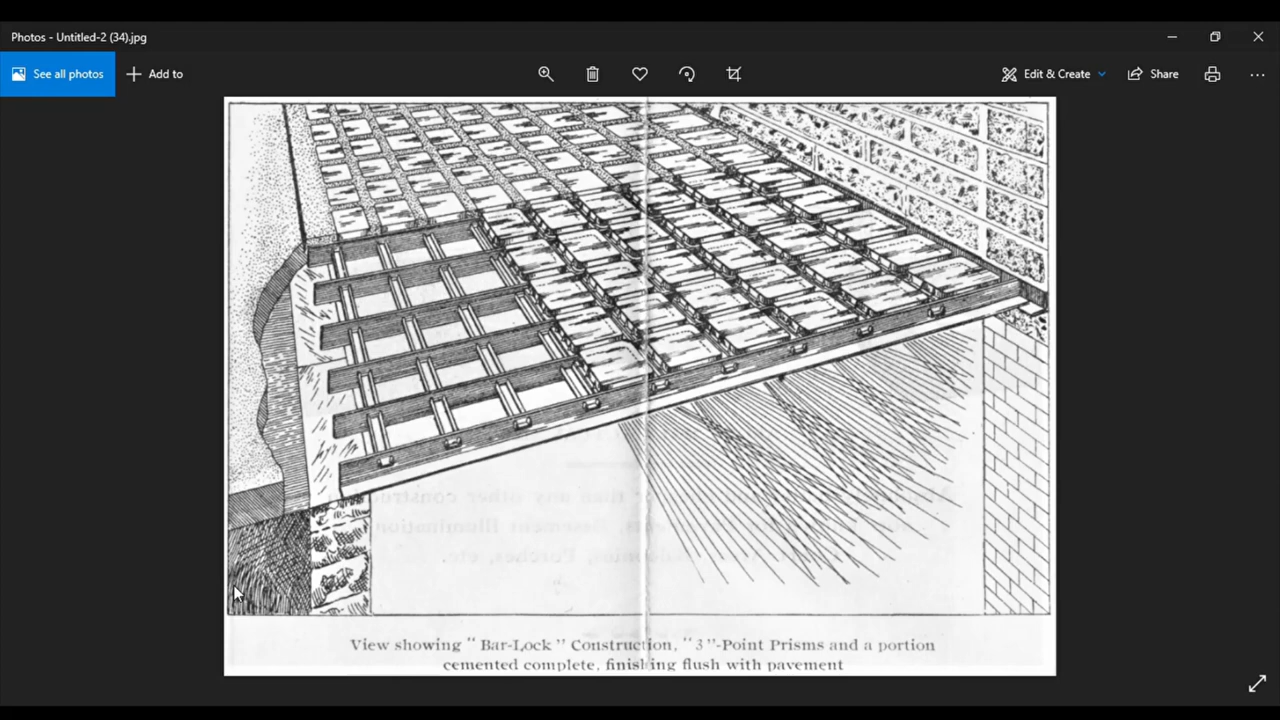 Photos - Untitled-2 (34).jpg
See all photos
Add to
Edit & Create
Share
View showing "Bar-Lock" Construction, "3"-Point Prisms and a portion
cemented complete, finishing flush with pavement